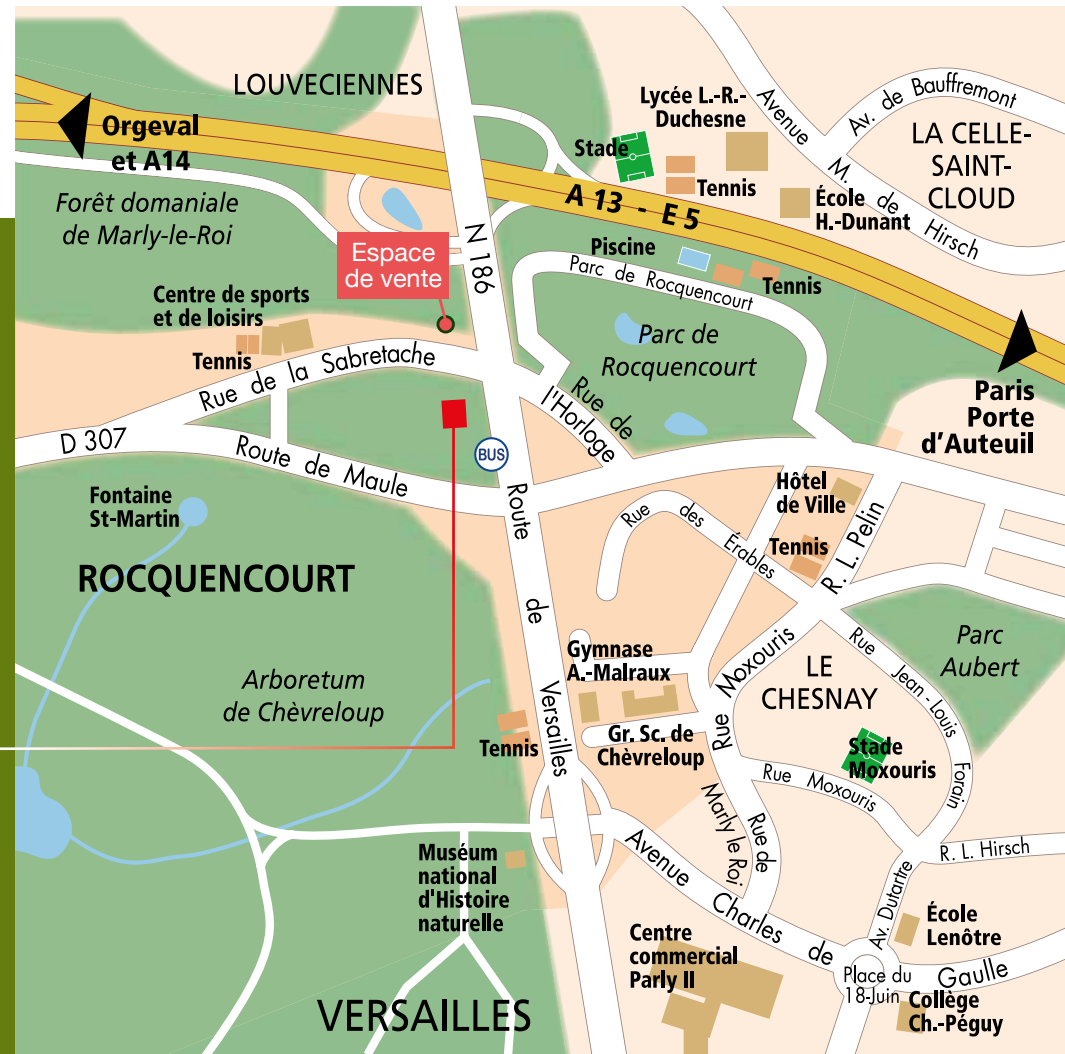 LOUVECIENNES
Orgeval
et A14
Forêt domaniale
de Marly-le-Roi
Lycée L.-R.-
Duchesne
Stade
Tennis
Avenue M. de Hirsch
Av. de Bauffremont
LA CELLE-
SAINT-
CLOUD
École
H.-Dunant
A 13 - E 5
N 186
Espace
de vente
Piscine
Tennis
Parc de Rocquencourt
Parc de
Rocquencourt
Centre de sports
et de loisirs
Tennis
Rue de la Sabretache
Rue de
l'Horloge
Paris
Porte
d'Auteuil
D 307
Route de Maule
BUS
Fontaine
St-Martin
Hôtel
de Ville
Tennis
R. L. Pelin
Rue des Érables
ROCQUENCOURT
Route de Versailles
Arboretum
de Chèvreloup
Gymnase
A.-Malraux
Gr. Sc. de
Chèvreloup
Tennis
Rue Moxouris
LE
CHESNAY
Parc
Aubert
Rue Jean-Louis Forain
Stade
Moxouris
Rue Moxouris
Rue de
Marly le Roi
R. L. Hirsch
Av. Dutartre
Muséum
national
d'Histoire
naturelle
Avenue Charles de Gaulle
Centre
commercial
Parly II
École
Lenôtre
Place du
18-Juin
Collège
Ch.-Péguy
VERSAILLES